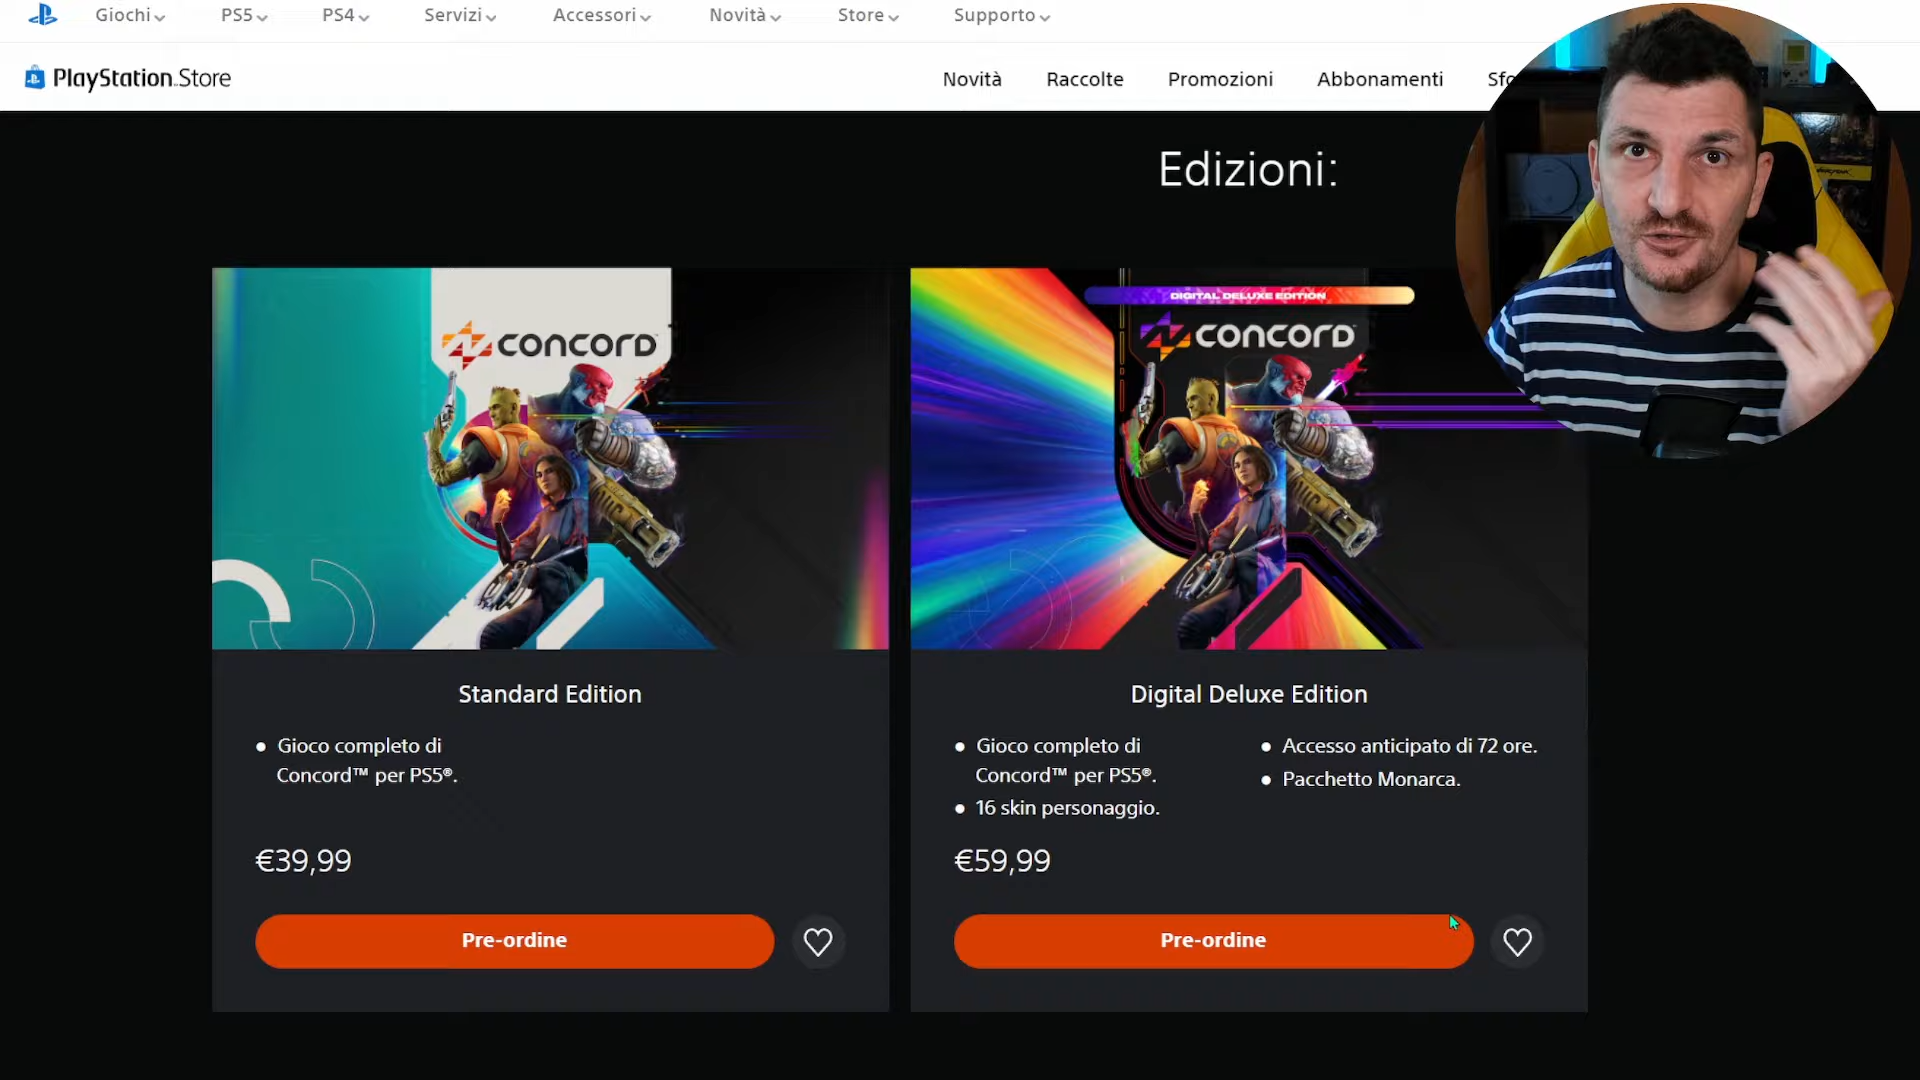 Giochi PS5 PS4 Servizi Accessori Novità Store Supporto
PlayStation Store
Novità Raccolte Promozioni Abbonamenti
Edizioni:
CONCORD™
DIGITAL DELUXE EDITION
CONCORD™
Standard Edition
• Gioco completo di
Concord™ per PS5®.
€39,99
Pre-ordine
Digital Deluxe Edition
• Gioco completo di
Concord™ per PS5®.
• 16 skin personaggio.
• Accesso anticipato di 72 ore.
• Pacchetto Monarca.
€59,99
Pre-ordine